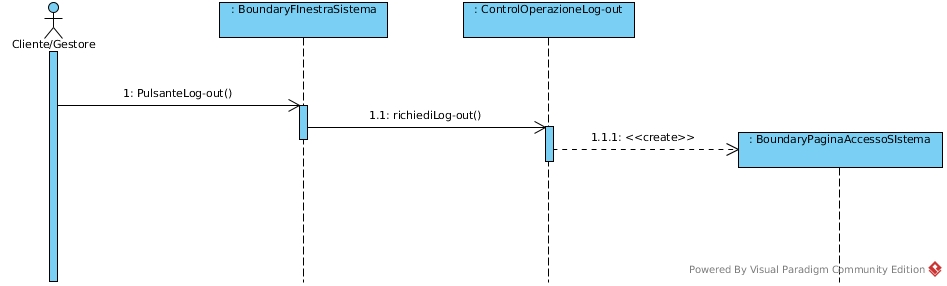 : BoundaryFInestraSistema
: ControlOperazioneLog-out
Cliente/Gestore
1: PulsanteLog-out()
1.1: richiediLog-out()
1.1.1: <<create>>
: BoundaryPaginaAccessoSIstema
Powered By Visual Paradigm Community Edition